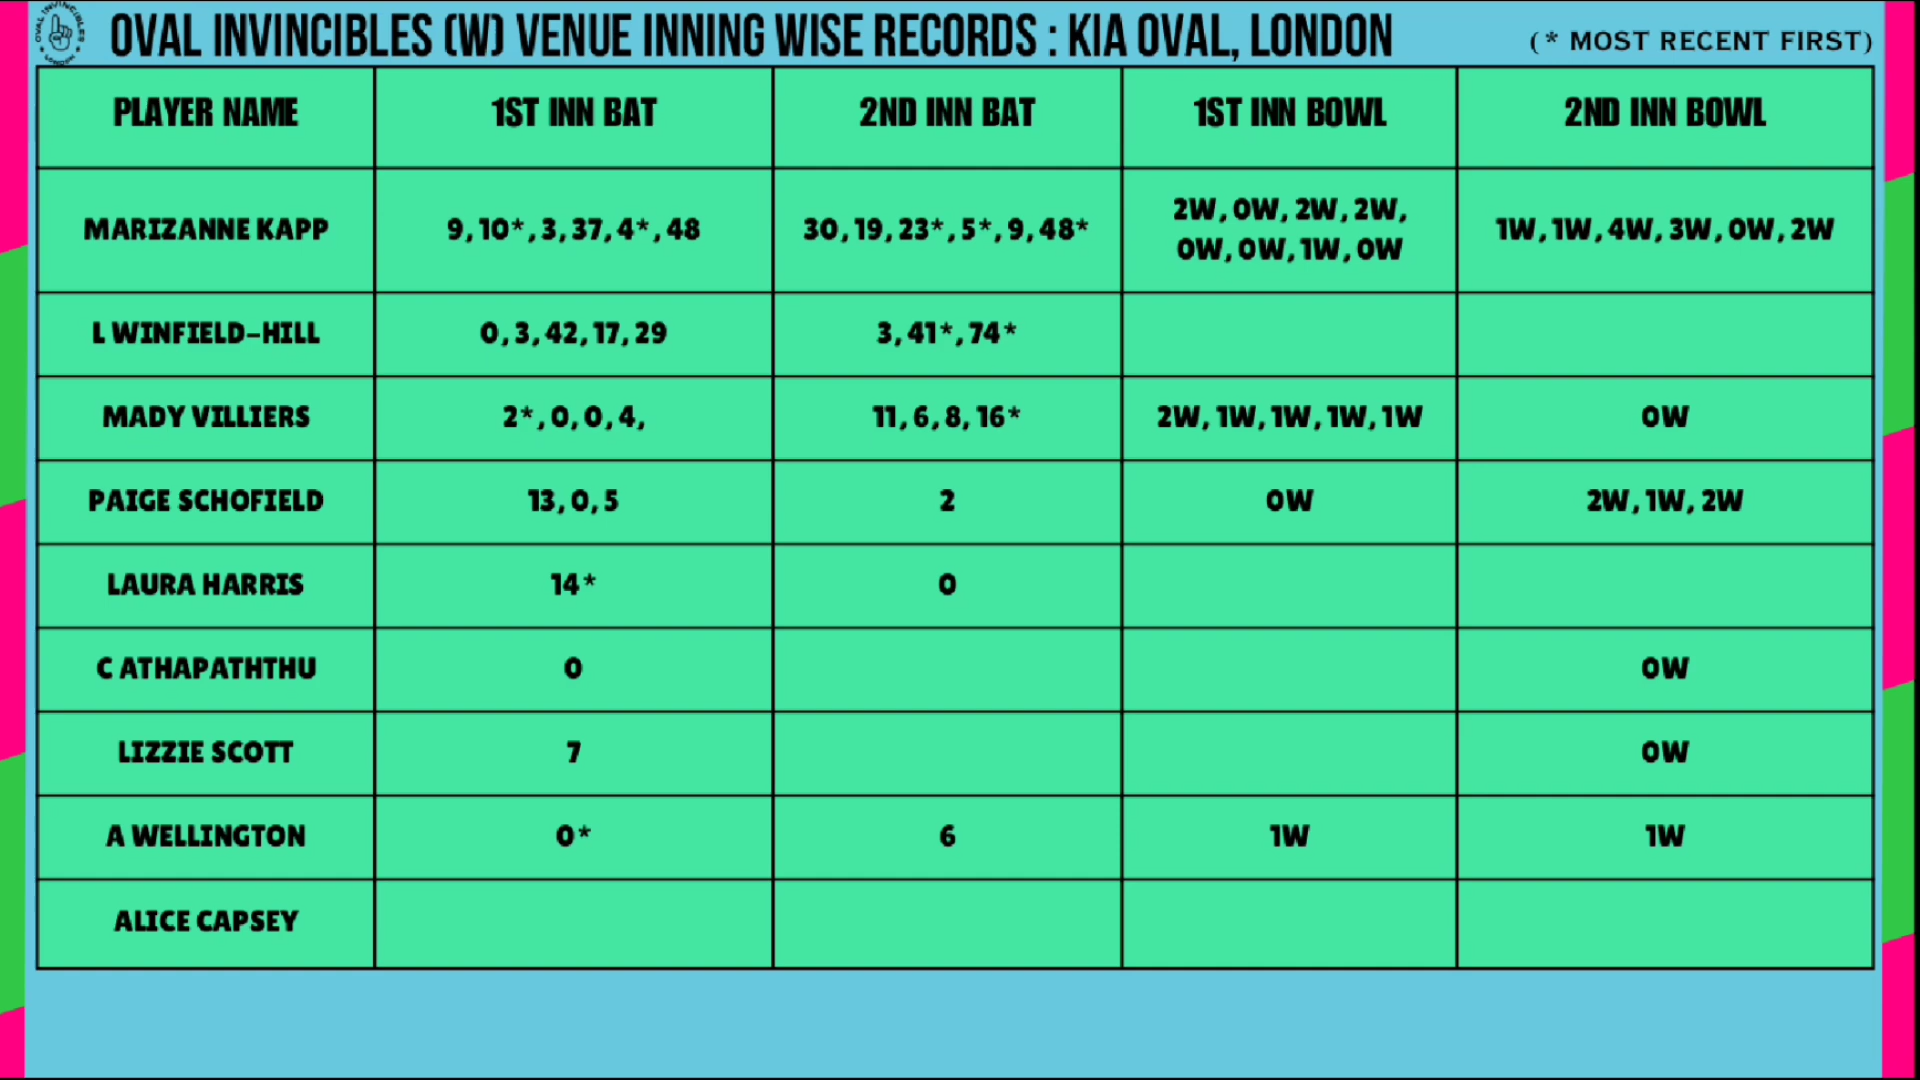 OVAL INVINCIBLES
LONDON
OVAL INVINCIBLES (W) VENUE INNING WISE RECORDS : KIA OVAL, LONDON
(* MOST RECENT FIRST)
PLAYER NAME 1ST INN BAT 2ND INN BAT 1ST INN BOWL 2ND INN BOWL
MARIZANNE KAPP 9, 10*, 3, 37, 4*, 48 30, 19, 23*, 5*, 9, 48* 2W, 0W, 2W, 2W, 0W, 0W, 1W, 0W 1W, 1W, 4W, 3W, 0W, 2W
L WINFIELD-HILL 0, 3, 42, 17, 29 3, 41*, 74*
MADY VILLIERS 2*, 0, 0, 4, 11, 6, 8, 16* 2W, 1W, 1W, 1W, 1W 0W
PAIGE SCHOFIELD 13, 0, 5 2 0W 2W, 1W, 2W
LAURA HARRIS 14* 0
C ATHAPATHTHU 0 0W
LIZZIE SCOTT 7 0W
A WELLINGTON 0* 6 1W 1W
ALICE CAPSEY